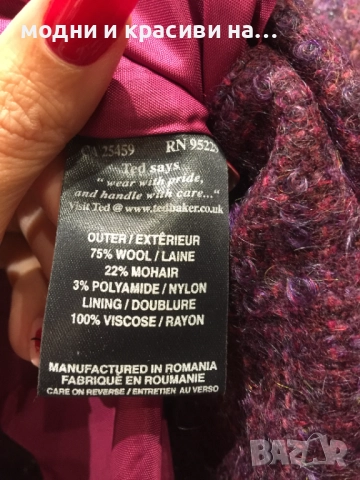 модни и красиви на…
CA 25459 RN 9522
Ted says
"wear with pride,
and handle with care..."
Visit Ted @ www.tedbaker.co.uk
OUTER / EXTÉRIEUR
75% WOOL / LAINE
22% MOHAIR
3% POLYAMIDE / NYLON
LINING / DOUBLURE
100% VISCOSE / RAYON
MANUFACTURED IN ROMANIA
FABRIQUÉ EN ROUMANIE
CARE ON REVERSE / ENTRETIEN AU VERSO
BAZAR